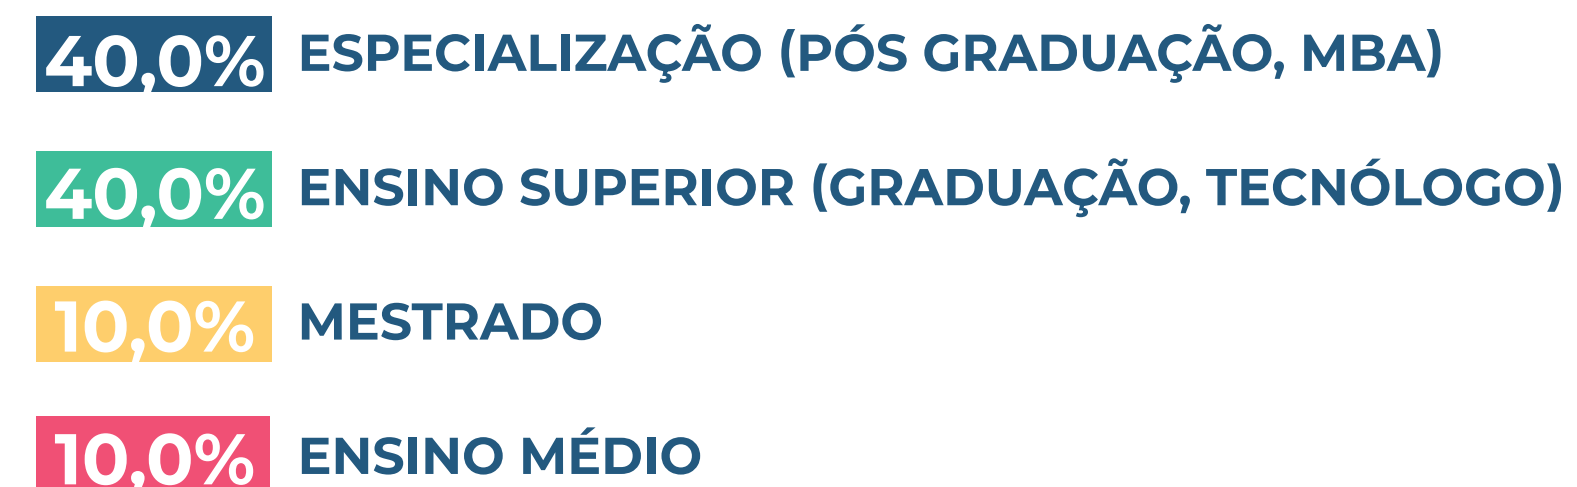 40,0% ESPECIALIZAÇÃO (PÓS GRADUAÇÃO, MBA)
40,0% ENSINO SUPERIOR (GRADUAÇÃO, TECNÓLOGO)
10,0% MESTRADO
10,0% ENSINO MÉDIO